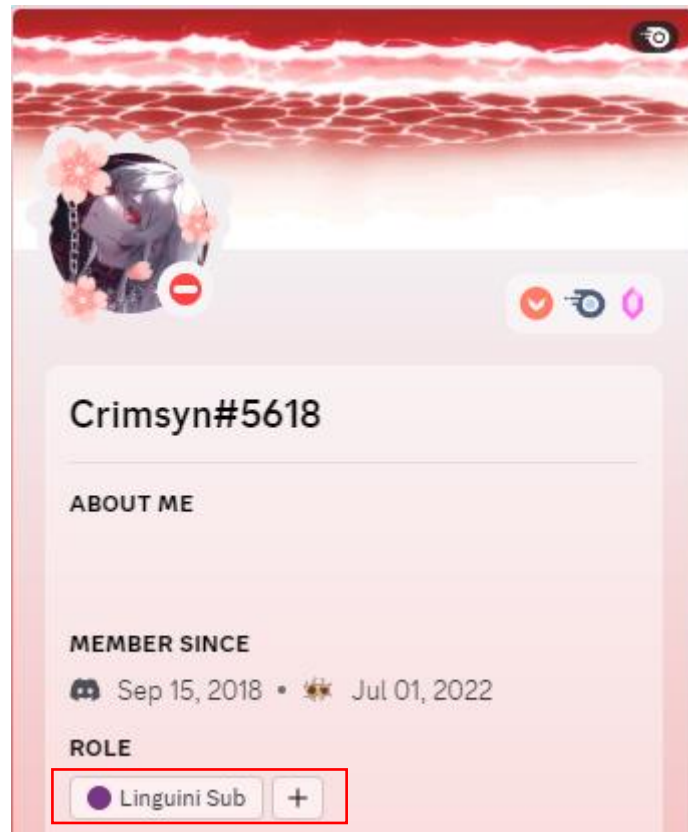 Crimsyn#5618
ABOUT ME
MEMBER SINCE
Sep 15, 2018 • Jul 01, 2022
ROLE
Linguini Sub +